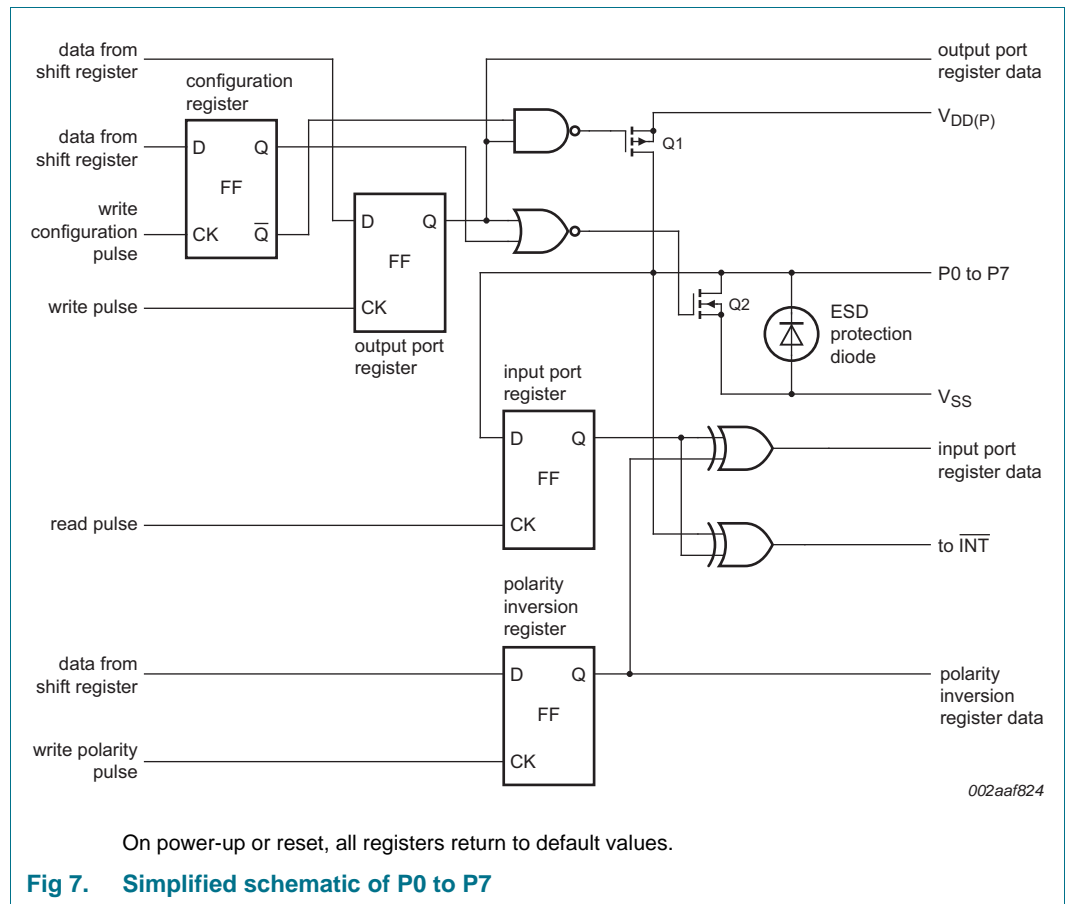 data from
shift register
configuration
register
data from
shift register
D
Q
FF
CK
Q̅
write
configuration
pulse
write pulse
D
Q
FF
CK
output port
register
output port
register data
VDD(P)
Q1
P0 to P7
Q2
ESD
protection
diode
VSS
input port
register
D
Q
FF
CK
read pulse
input port
register data
to I̅N̅T̅
polarity
inversion
register
data from
shift register
D
Q
FF
CK
write polarity
pulse
polarity
inversion
register data
002aaf824
On power-up or reset, all registers return to default values.
Fig 7. Simplified schematic of P0 to P7